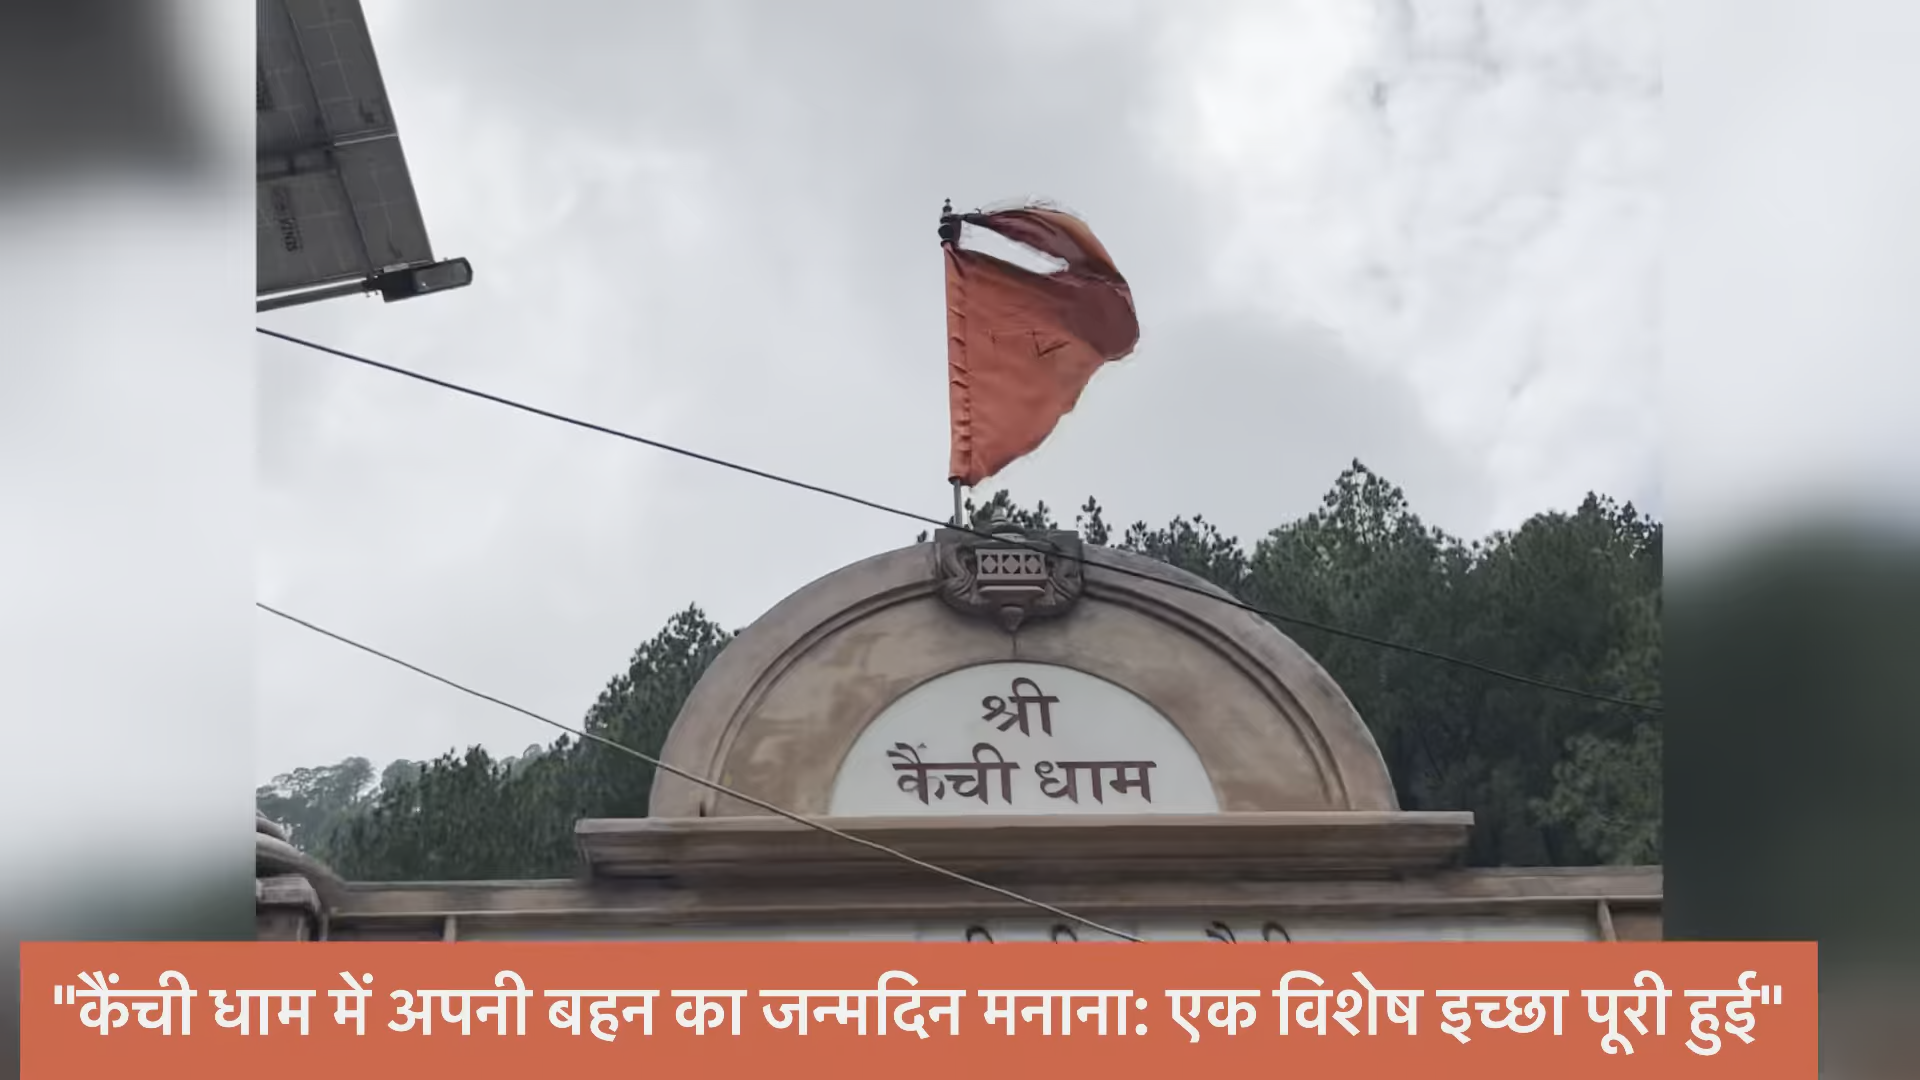 श्री
कैंची धाम
"कैंची धाम में अपनी बहन का जन्मदिन मनाना: एक विशेष इच्छा पूरी हुई"